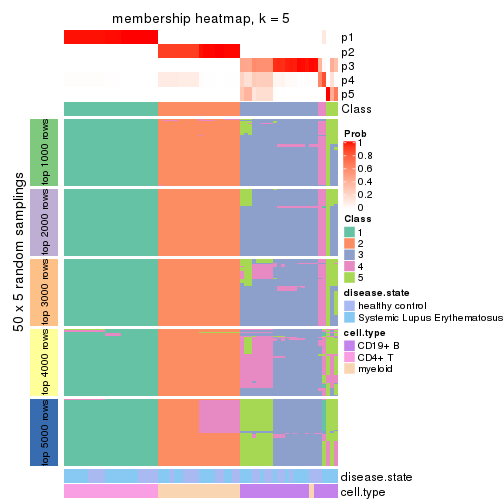 membership heatmap, k = 5
p1
p2
p3
p4
p5
Class
50 x 5 random samplings
top 1000 rows
top 2000 rows
top 3000 rows
top 4000 rows
top 5000 rows
Prob
1
0.8
0.6
0.4
0.2
0
Class
1
2
3
4
5
disease.state
healthy control
Systemic Lupus Erythematosus
cell.type
CD19+ B
CD4+ T
myeloid
disease.state
cell.type